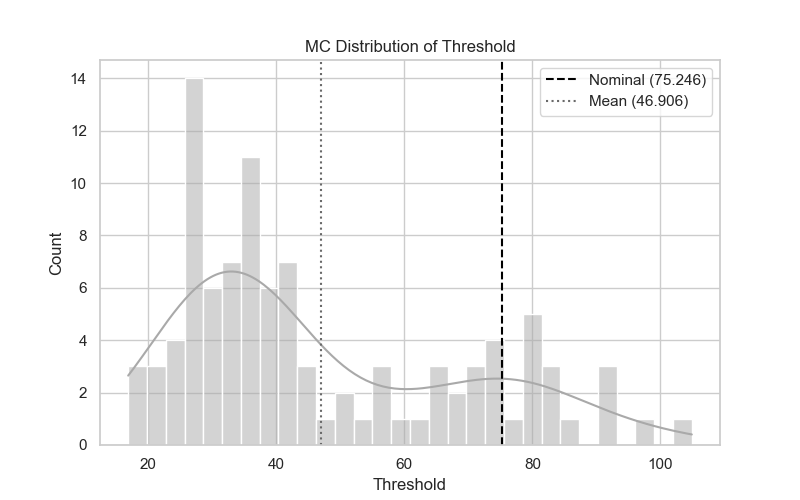 MC Distribution of Threshold
Nominal (75.246)
Mean (46.906)
Count
14
12
10
8
6
4
2
0
20 40 60 80 100
Threshold